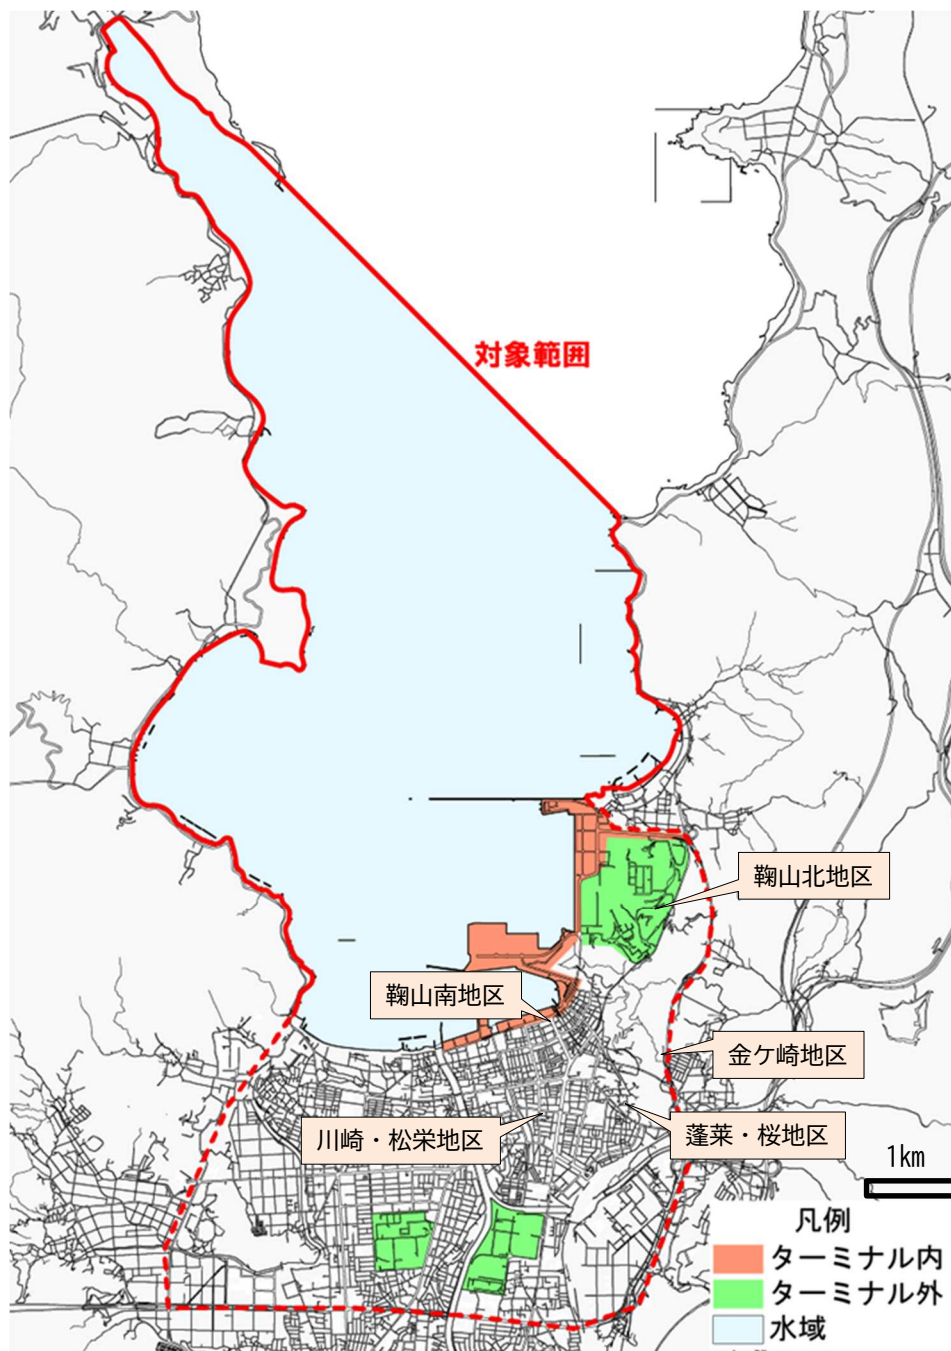 対象範囲
鞠山北地区
鞠山南地区
金ケ崎地区
川崎・松栄地区
蓬莱・桜地区
1km
凡例
ターミナル内
ターミナル外
水域